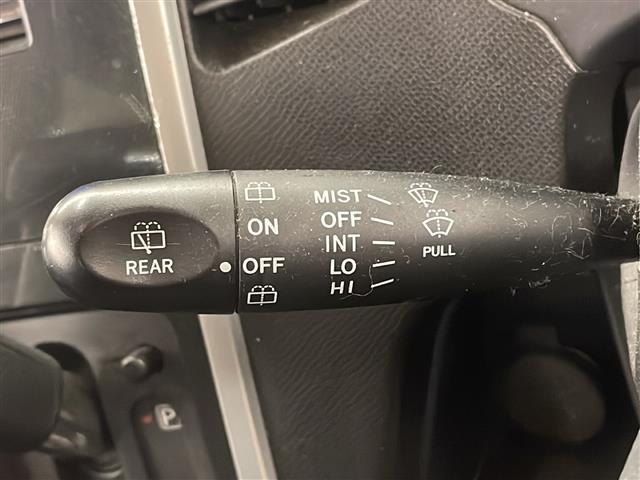 REAR
ON
OFF
MIST
OFF
INT
LO
HI
PULL
P